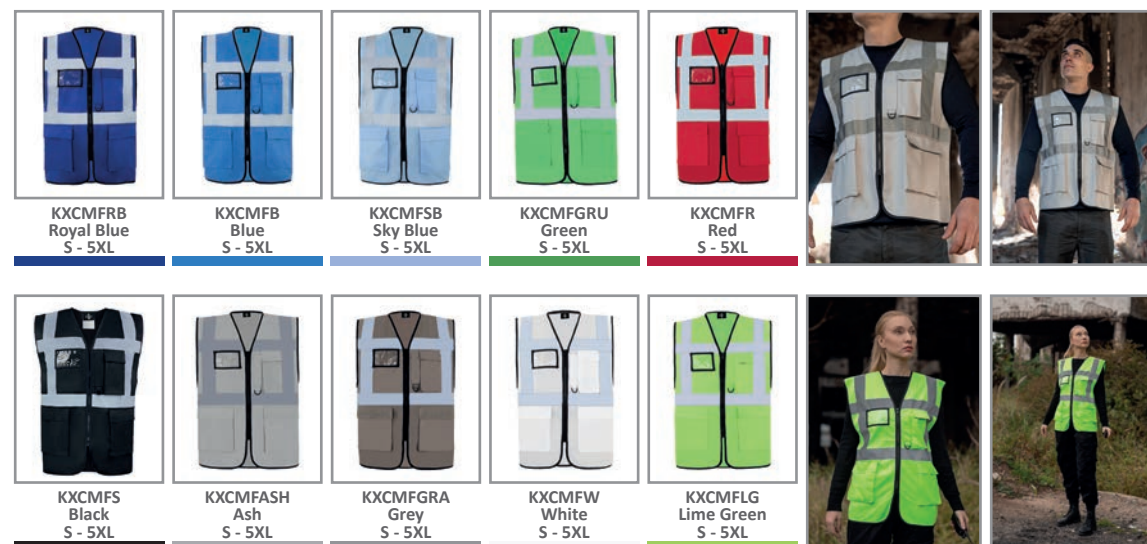 KXCMFRB
Royal Blue
S - 5XL
KXCMFB
Blue
S - 5XL
KXCMFSB
Sky Blue
S - 5XL
KXCMFGRU
Green
S - 5XL
KXCMFR
Red
S - 5XL
KXCMFS
Black
S - 5XL
KXCMFASH
Ash
S - 5XL
KXCMFGRA
Grey
S - 5XL
KXCMFW
White
S - 5XL
KXCMFLG
Lime Green
S - 5XL